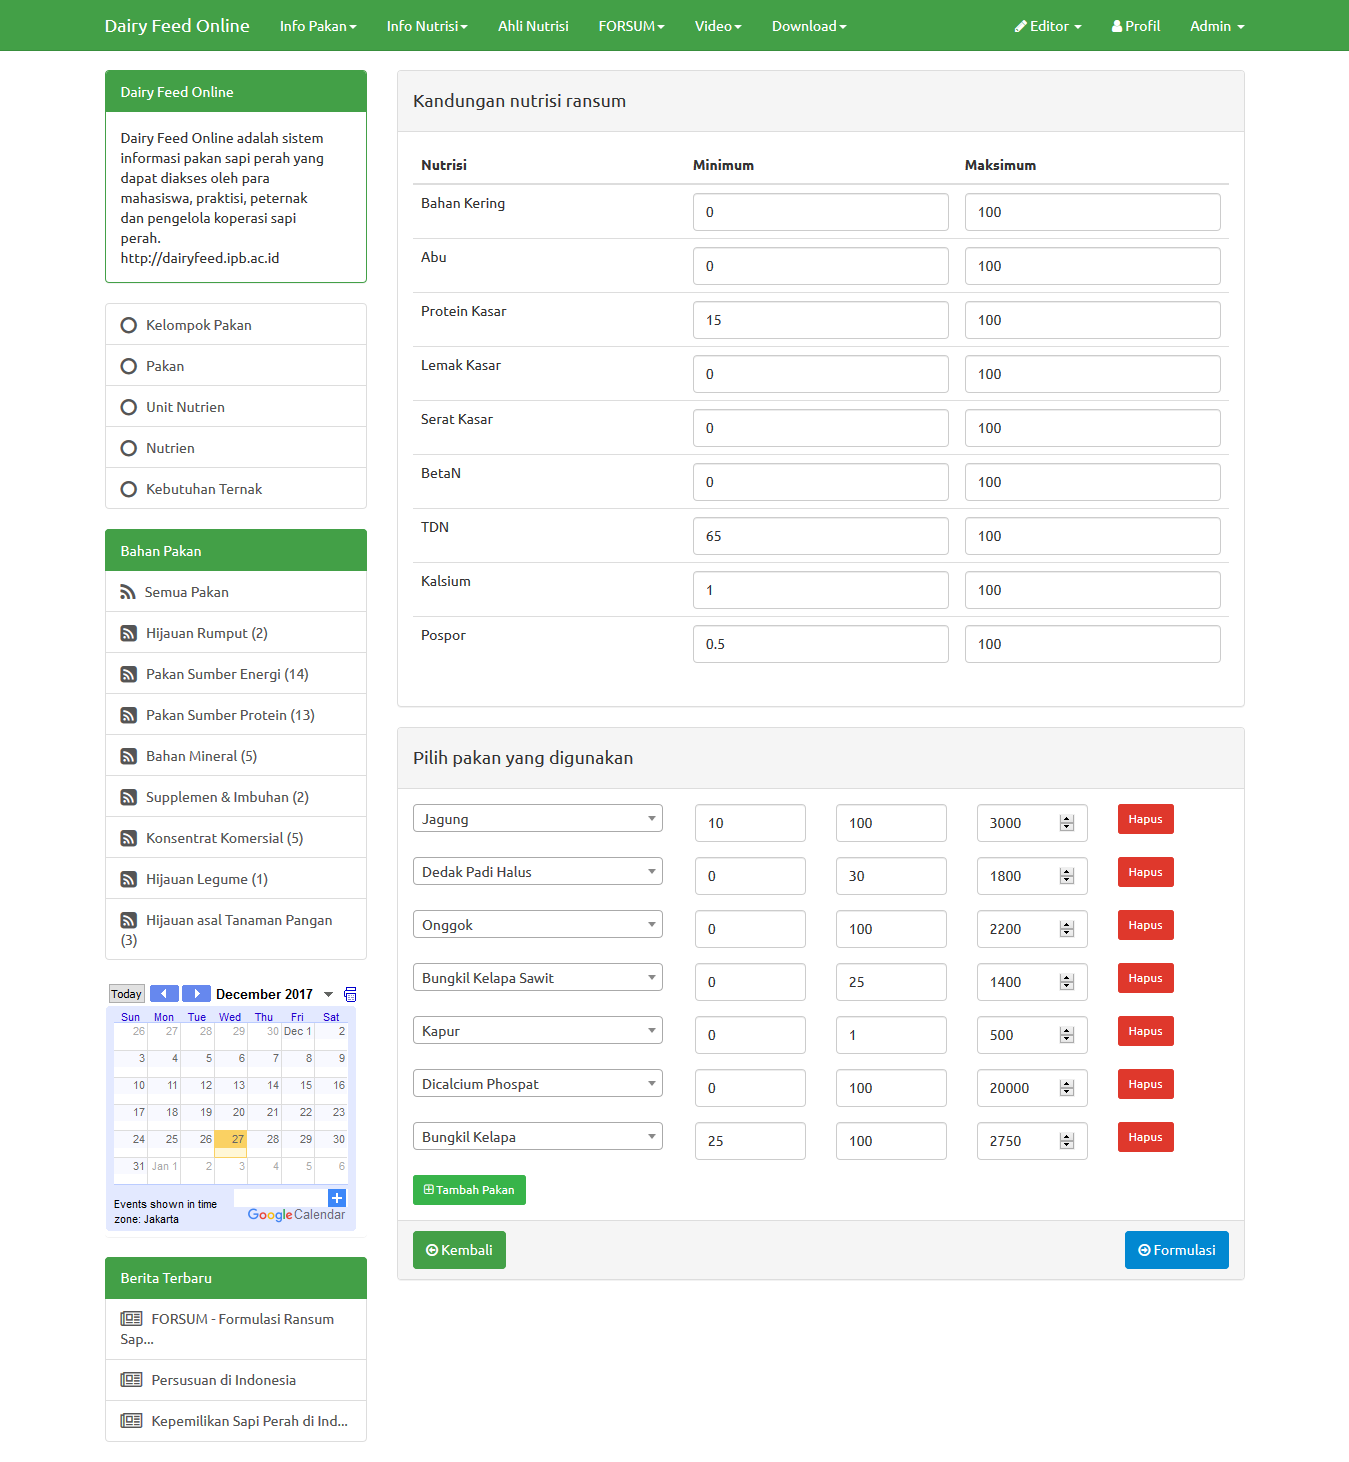 Dairy Feed Online Info Pakan Info Nutrisi Ahli Nutrisi FORSUM Video Download Editor Profil Admin
Dairy Feed Online
Dairy Feed Online adalah sistem
informasi pakan sapi perah yang
dapat diakses oleh para
mahasiswa, praktisi, peternak
dan pengelola koperasi sapi
perah.
http://dairyfeed.ipb.ac.id
Kelompok Pakan
Pakan
Unit Nutrien
Nutrien
Kebutuhan Ternak
Bahan Pakan
Semua Pakan
Hijauan Rumput (2)
Pakan Sumber Energi (14)
Pakan Sumber Protein (13)
Bahan Mineral (5)
Supplemen & Imbuhan (2)
Konsentrat Komersial (5)
Hijauan Legume (1)
Hijauan asal Tanaman Pangan
(3)
Today December 2017
Sun Mon Tue Wed Thu Fri Sat
26 27 28 29 30 Dec 1 2
3 4 5 6 7 8 9
10 11 12 13 14 15 16
17 18 19 20 21 22 23
24 25 26 27 28 29 30
31 Jan 1 2 3 4 5 6
Events shown in time
zone: Jakarta
Google Calendar
Berita Terbaru
FORSUM - Formulasi Ransum
Sap...
Persusuan di Indonesia
Kepemilikan Sapi Perah di Ind...
Kandungan nutrisi ransum
Nutrisi Minimum Maksimum
Bahan Kering 0 100
Abu 0 100
Protein Kasar 15 100
Lemak Kasar 0 100
Serat Kasar 0 100
BetaN 0 100
TDN 65 100
Kalsium 1 100
Pospor 0.5 100
Pilih pakan yang digunakan
Jagung 10 100 3000 Hapus
Dedak Padi Halus 0 30 1800 Hapus
Onggok 0 100 2200 Hapus
Bungkil Kelapa Sawit 0 25 1400 Hapus
Kapur 0 1 500 Hapus
Dicalcium Phospat 0 100 20000 Hapus
Bungkil Kelapa 25 100 2750 Hapus
Tambah Pakan
Kembali Formulasi